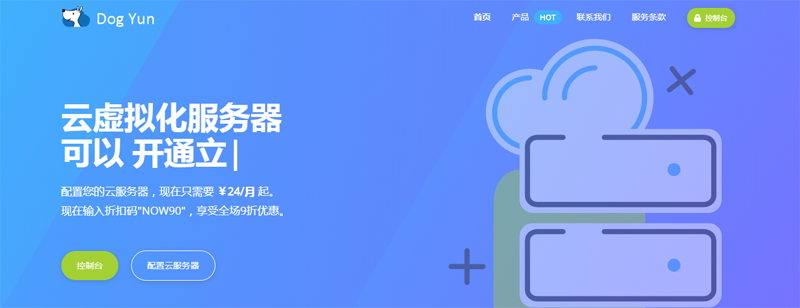 Dog Yun
首页 产品 HOT 联系我们 服务条款 控制台
云虚拟化服务器
可以 开通立|
配置您的云服务器，现在只需要 ￥24/月 起。
现在输入折扣码"NOW90"，享受全场9折优惠。
控制台 配置云服务器